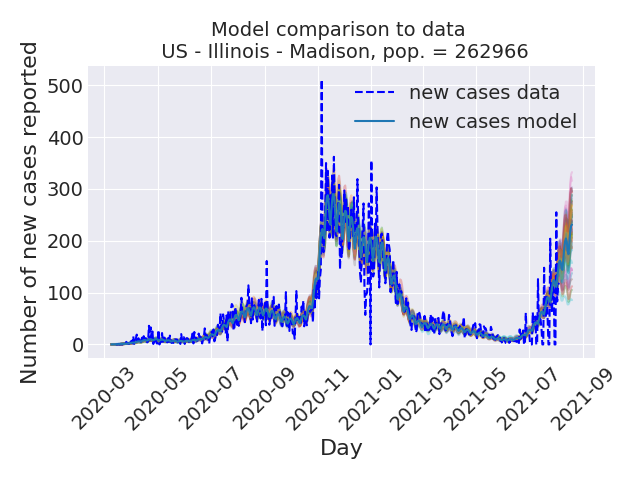 Model comparison to data
US - Illinois - Madison, pop. = 262966
Number of new cases reported
500
400
300
200
100
0
new cases data
new cases model
2020-03
2020-05
2020-07
2020-09
2020-11
2021-01
2021-03
2021-05
2021-07
2021-09
Day